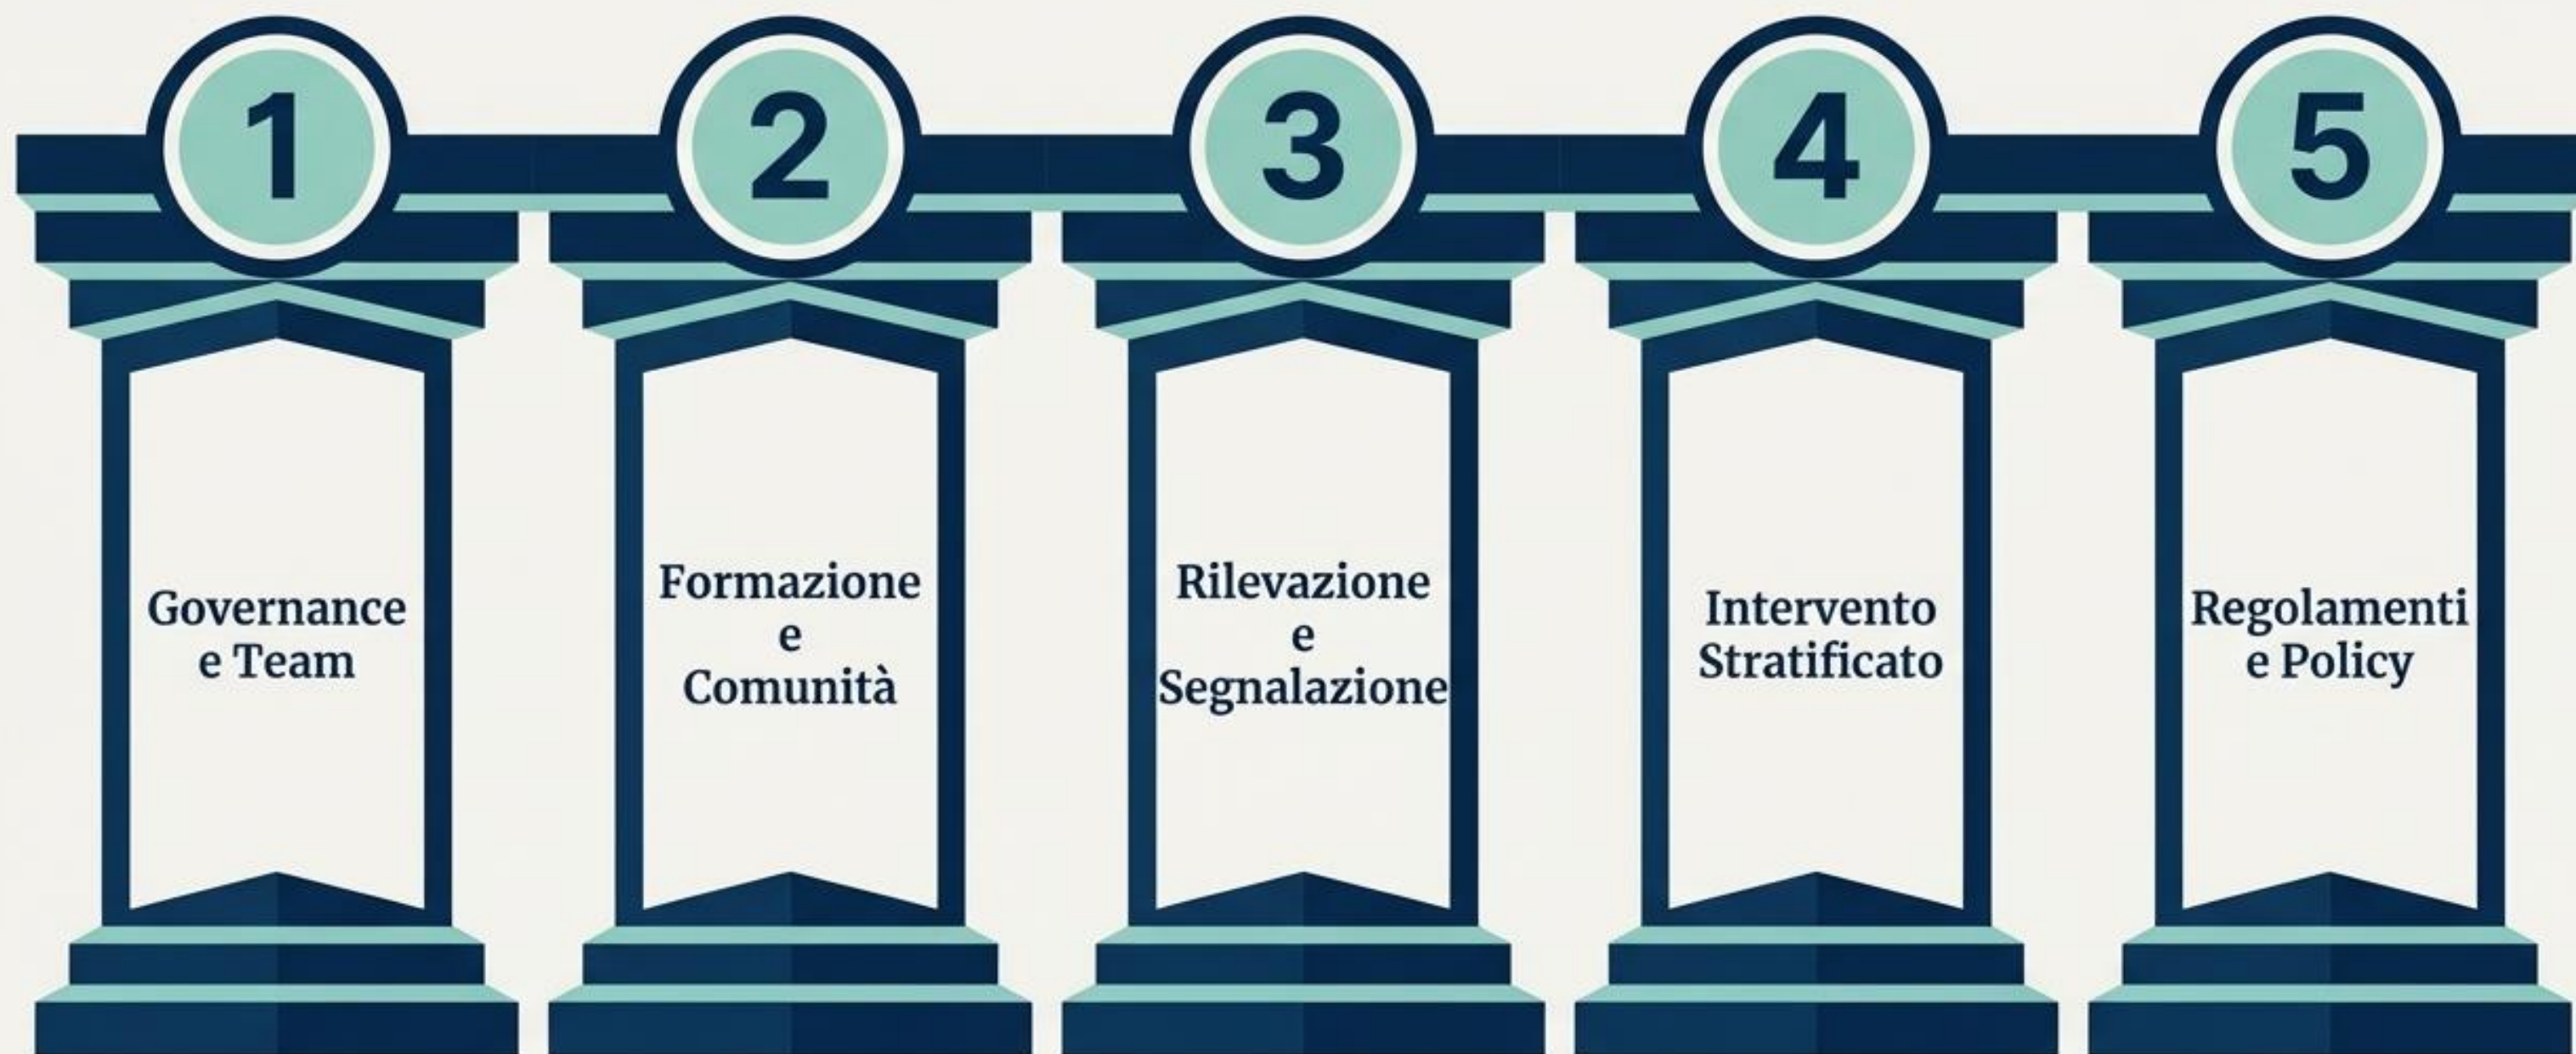 1
2
3
4
5
Governance
e Team
Formazione
e
Comunità
Rilevazione
e
Segnalazione
Intervento
Stratificato
Regolamenti
e Policy